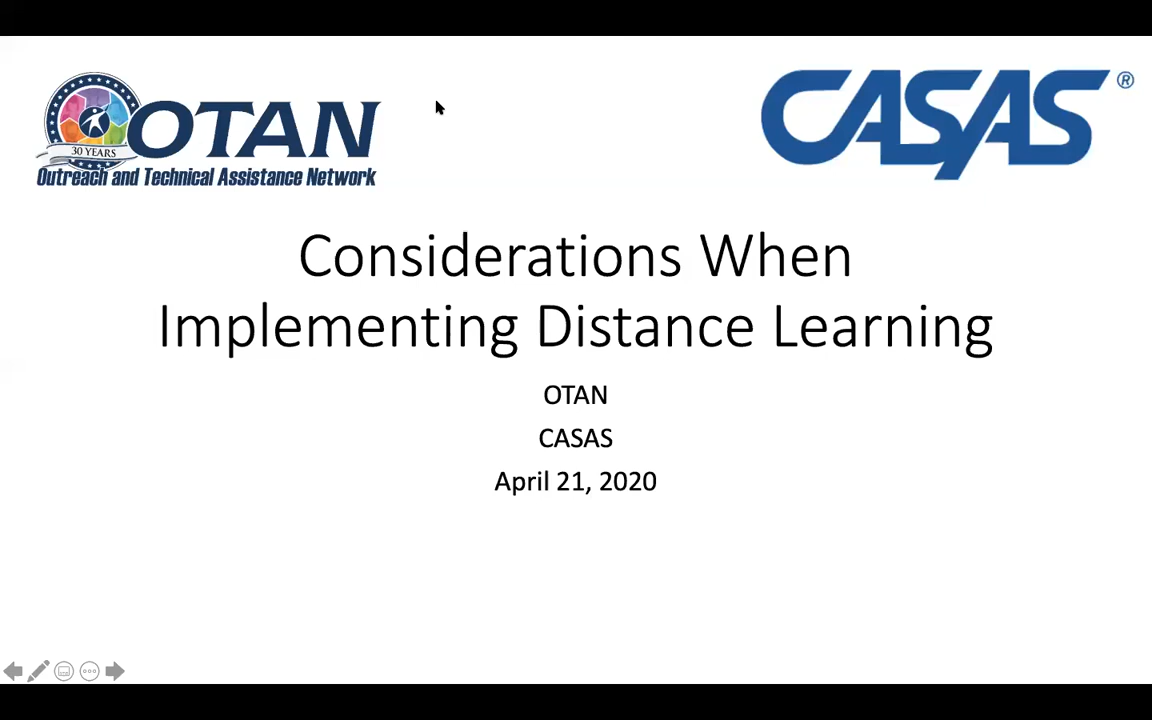 OTAN
30 YEARS
Outreach and Technical Assistance Network
CASAS®
Considerations When
Implementing Distance Learning
OTAN
CASAS
April 21, 2020